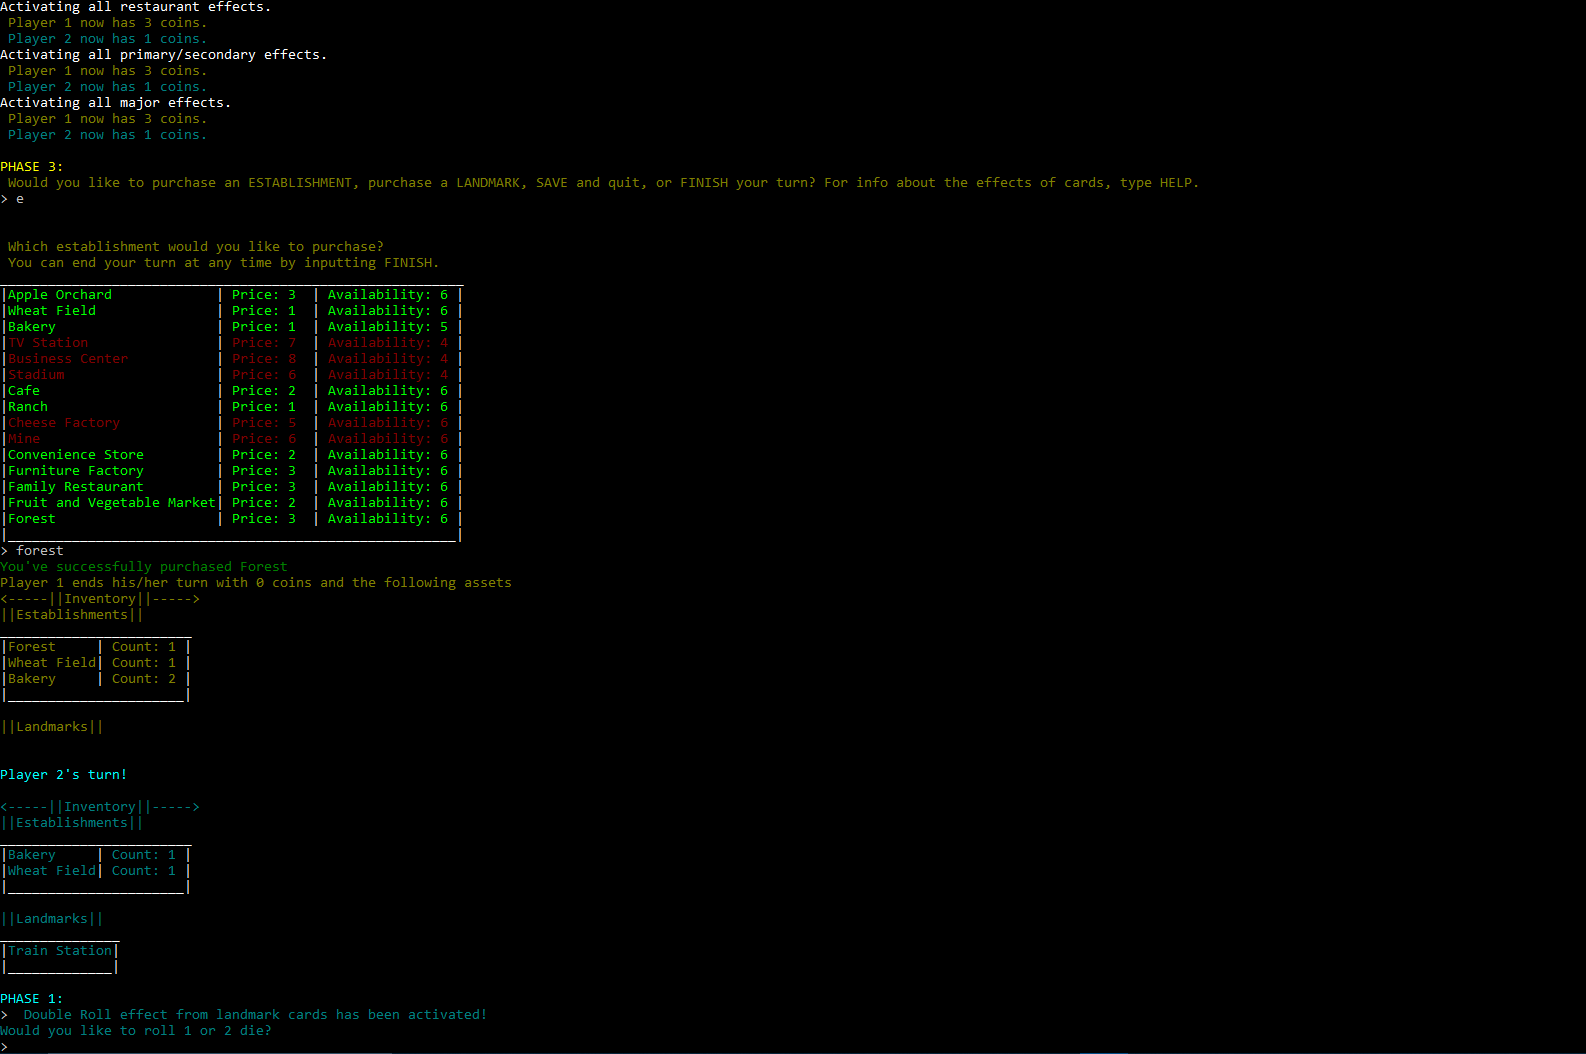 Activating all restaurant effects.
Player 1 now has 3 coins.
Player 2 now has 1 coins.
Activating all primary/secondary effects.
Player 1 now has 3 coins.
Player 2 now has 1 coins.
Activating all major effects.
Player 1 now has 3 coins.
Player 2 now has 1 coins.
PHASE 3:
Would you like to purchase an ESTABLISHMENT, purchase a LANDMARK, SAVE and quit, or FINISH your turn? For info about the effects of cards, type HELP.
> e
Which establishment would you like to purchase?
You can end your turn at any time by inputting FINISH.
|Apple Orchard | Price: 3 | Availability: 6 |
|Wheat Field | Price: 1 | Availability: 6 |
|Bakery | Price: 1 | Availability: 5 |
|TV Station | Price: 7 | Availability: 4 |
|Business Center | Price: 8 | Availability: 4 |
|Stadium | Price: 6 | Availability: 4 |
|Cafe | Price: 2 | Availability: 6 |
|Ranch | Price: 1 | Availability: 6 |
|Cheese Factory | Price: 5 | Availability: 6 |
|Mine | Price: 6 | Availability: 6 |
|Convenience Store | Price: 2 | Availability: 6 |
|Furniture Factory | Price: 3 | Availability: 6 |
|Family Restaurant | Price: 3 | Availability: 6 |
|Fruit and Vegetable Market| Price: 2 | Availability: 6 |
|Forest | Price: 3 | Availability: 6 |
> forest
You've successfully purchased Forest
Player 1 ends his/her turn with 0 coins and the following assets
<-----||Inventory||----->
||Establishments||
|Forest | Count: 1 |
|Wheat Field| Count: 1 |
|Bakery | Count: 2 |
||Landmarks||
Player 2's turn!
<-----||Inventory||----->
||Establishments||
|Bakery | Count: 1 |
|Wheat Field| Count: 1 |
||Landmarks||
|Train Station|
PHASE 1:
> Double Roll effect from landmark cards has been activated!
Would you like to roll 1 or 2 die?
>